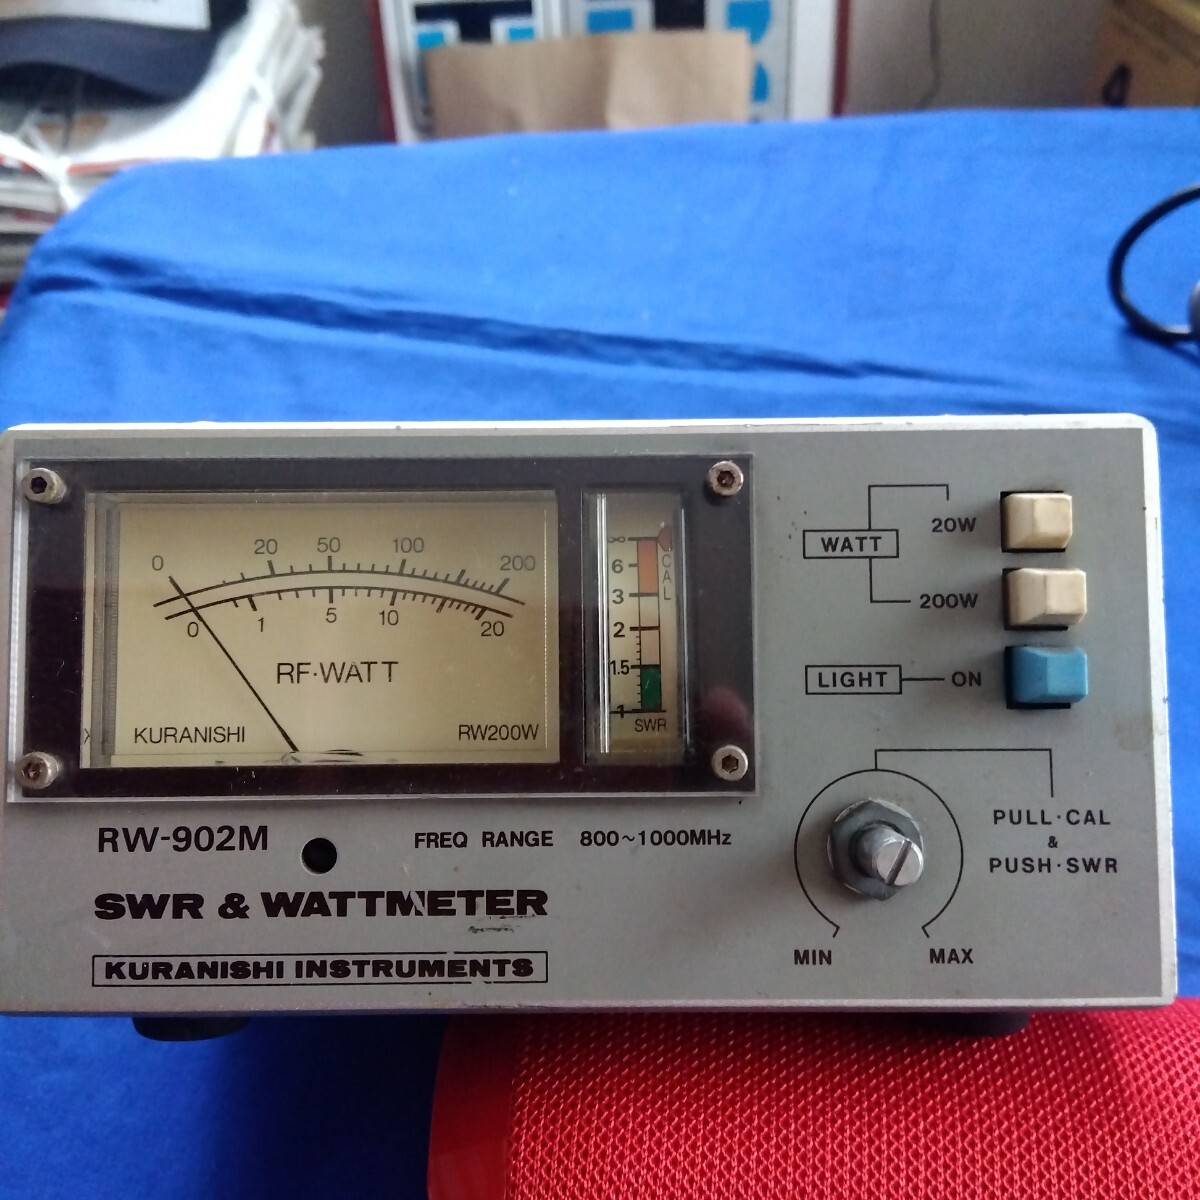 4
0 20 50 100 200
0 1 5 10 20
RF·WATT
KURANISHI
RW200W
∞
6
3
2
1.5
1
CAL
SWR
WATT
20W
200W
LIGHT
ON
RW-902M
FREQ RANGE 800~1000MHz
SWR & WATTMETER
KURANISHI INSTRUMENTS
PULL·CAL
&
PUSH·SWR
MIN
MAX